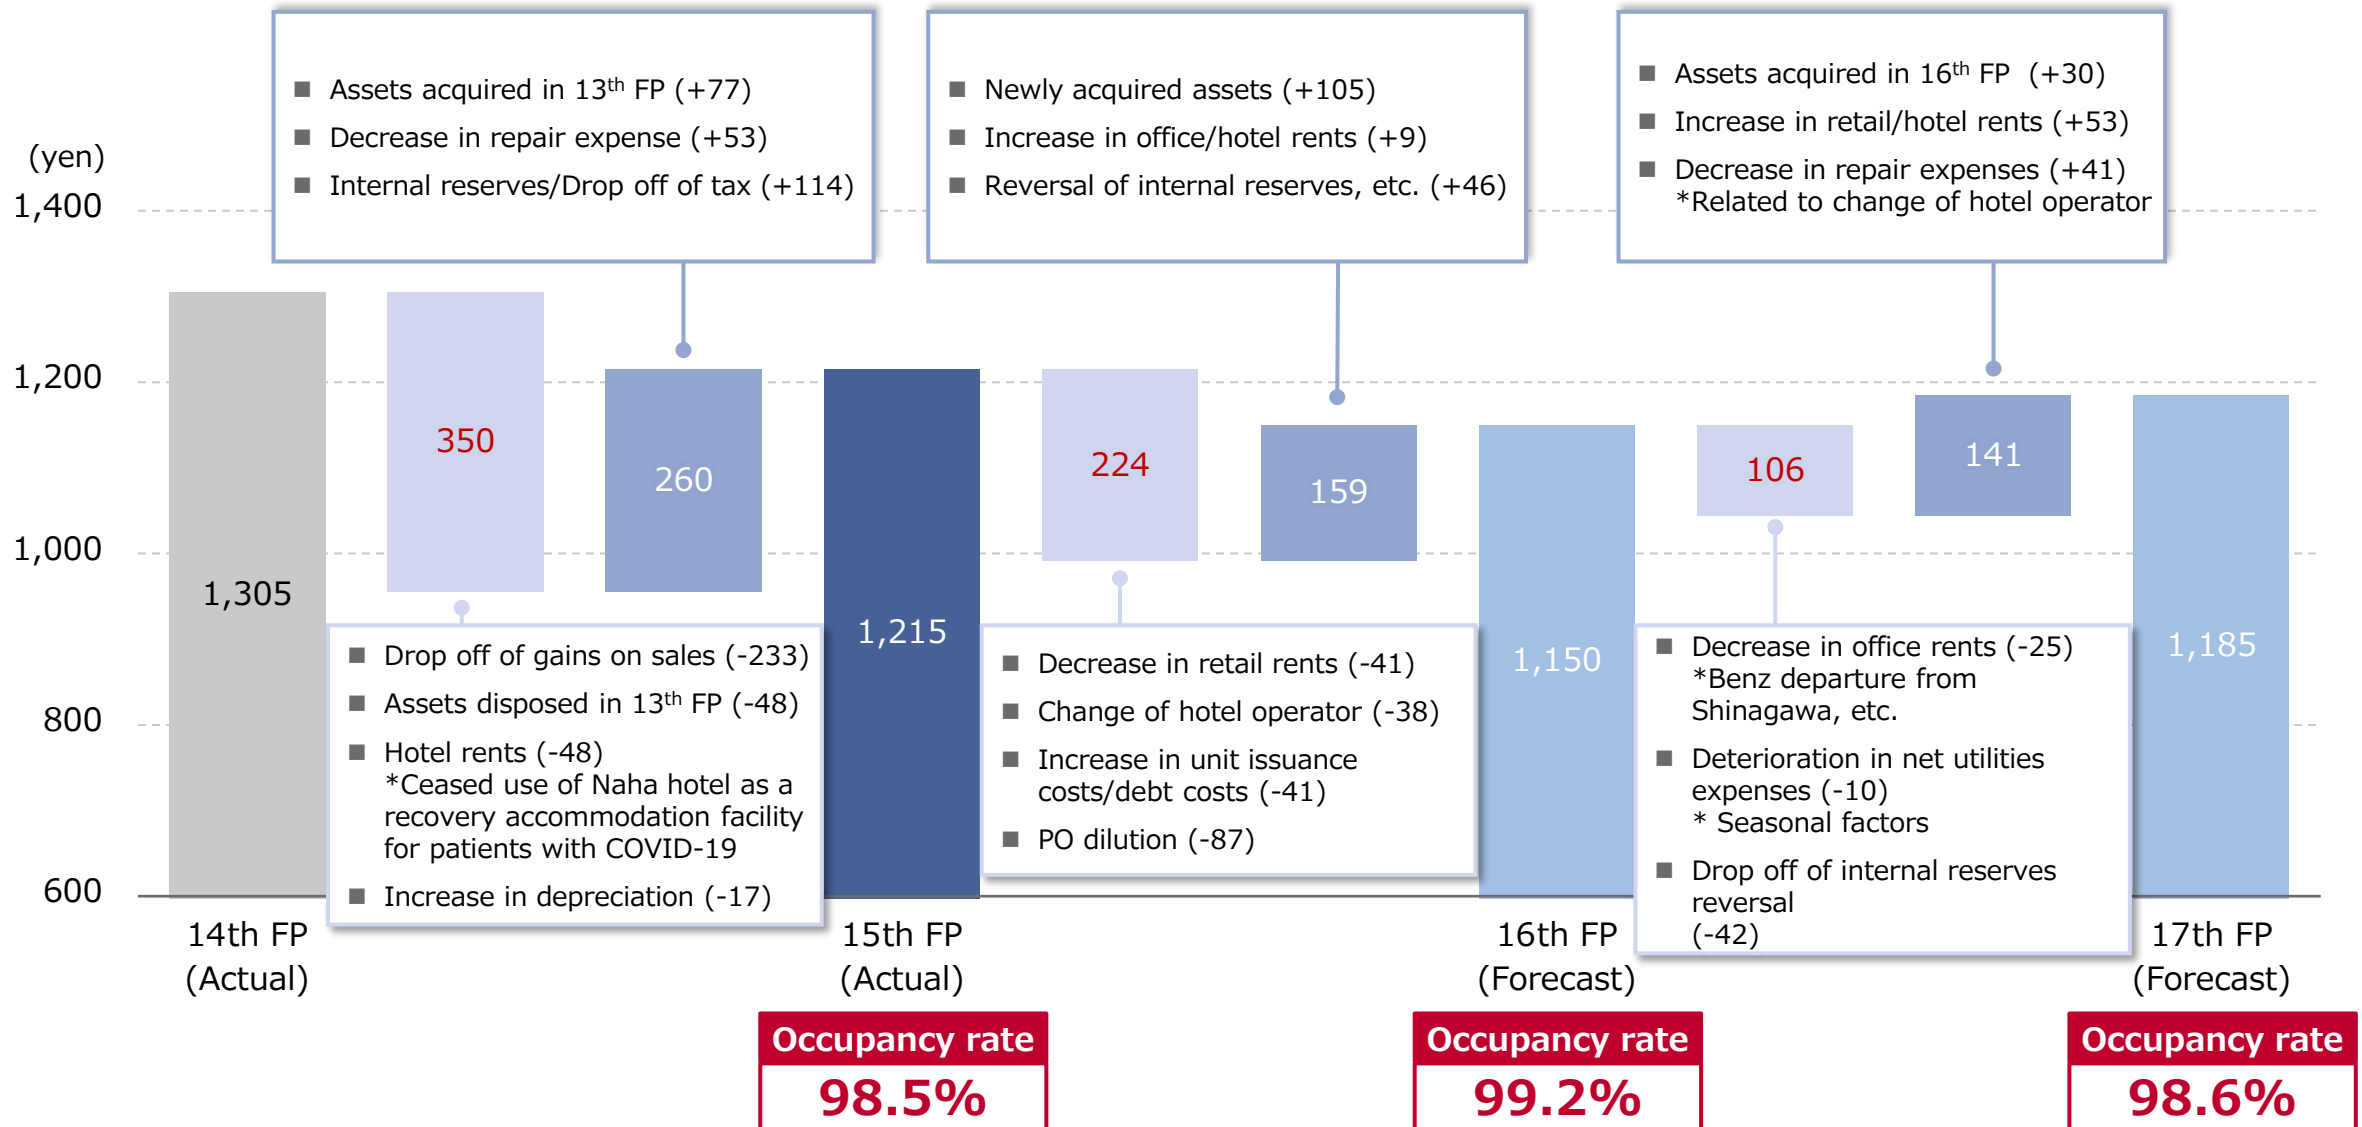 ■ Assets acquired in 13th FP (+77)
■ Decrease in repair expense (+53)
■ Internal reserves/Drop off of tax (+114)
■ Newly acquired assets (+105)
■ Increase in office/hotel rents (+9)
■ Reversal of internal reserves, etc. (+46)
■ Assets acquired in 16th FP (+30)
■ Increase in retail/hotel rents (+53)
■ Decrease in repair expenses (+41)
*Related to change of hotel operator
(yen)
1,400
1,200
1,000
800
600
1,305
350
260
1,215
224
159
1,150
106
141
1,185
■ Drop off of gains on sales (-233)
■ Assets disposed in 13th FP (-48)
■ Hotel rents (-48)
*Ceased use of Naha hotel as a
recovery accommodation facility
for patients with COVID-19
■ Increase in depreciation (-17)
■ Decrease in retail rents (-41)
■ Change of hotel operator (-38)
■ Increase in unit issuance
costs/debt costs (-41)
■ PO dilution (-87)
■ Decrease in office rents (-25)
*Benz departure from
Shinagawa, etc.
■ Deterioration in net utilities
expenses (-10)
* Seasonal factors
■ Drop off of internal reserves
reversal
(-42)
14th FP
(Actual)
15th FP
(Actual)
16th FP
(Forecast)
17th FP
(Forecast)
Occupancy rate
98.5%
Occupancy rate
99.2%
Occupancy rate
98.6%